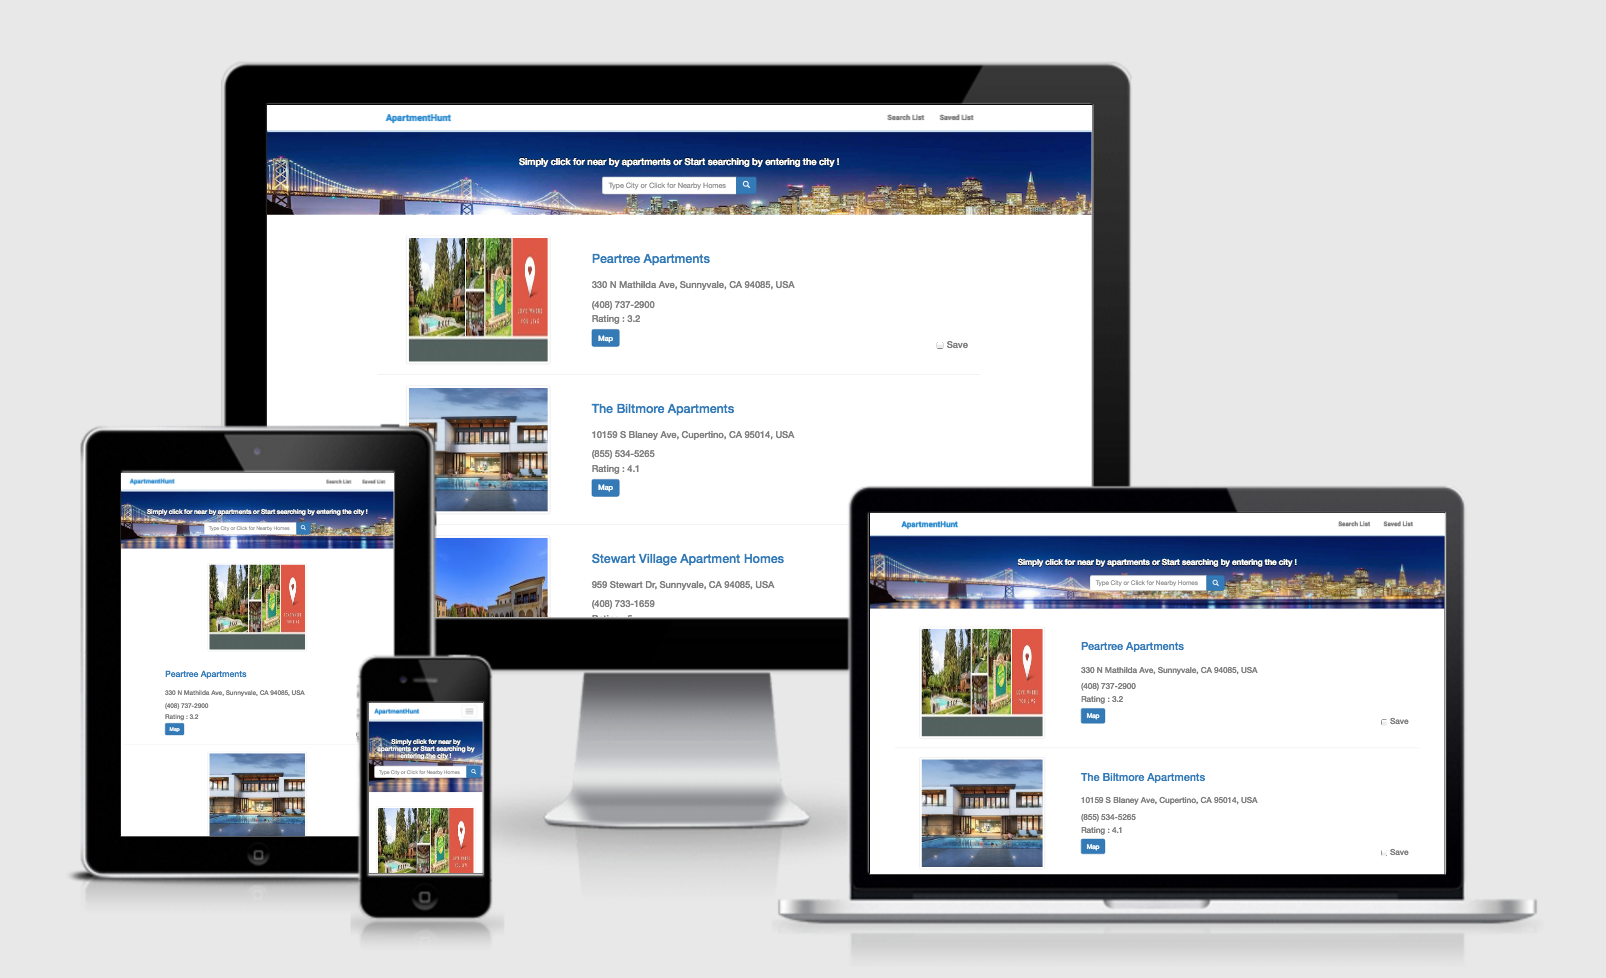 ApartmentHunt
Search List
Saved List
Simply click for near by apartments or Start searching by entering the city !
Type City or Click for Nearby Homes
Peartree Apartments
330 N Mathilda Ave, Sunnyvale, CA 94085, USA
(408) 737-2900
Rating : 3.2
Map
Save
The Biltmore Apartments
10159 S Blaney Ave, Cupertino, CA 95014, USA
(855) 534-5265
Rating : 4.1
Map
Stewart Village Apartment Homes
959 Stewart Dr, Sunnyvale, CA 94085, USA
(408) 733-1659
ApartmentHunt
Search List
Saved List
Simply click for near by apartments or Start searching by entering the city !
Type City or Click for Nearby Homes
Peartree Apartments
330 N Mathilda Ave, Sunnyvale, CA 94085, USA
(408) 737-2900
Rating : 3.2
Map
ApartmentHunt
Simply click for near by
apartments or Start searching by
entering the city !
Type City or Click for Nearby Homes
ApartmentHunt
Search List
Saved List
Simply click for near by apartments or Start searching by entering the city !
Type City or Click for Nearby Homes
Peartree Apartments
330 N Mathilda Ave, Sunnyvale, CA 94085, USA
(408) 737-2900
Rating : 3.2
Map
Save
The Biltmore Apartments
10159 S Blaney Ave, Cupertino, CA 95014, USA
(855) 534-5265
Rating : 4.1
Map
Save